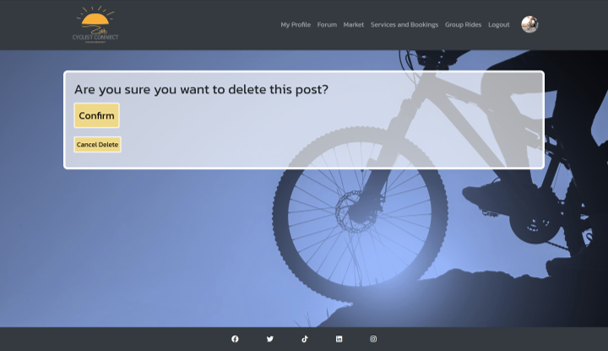 My Profile Forum Market Services and Bookings Group Rides Logout
CYCLIST CONNECT
Are you sure you want to delete this post?
Confirm
Cancel Delete